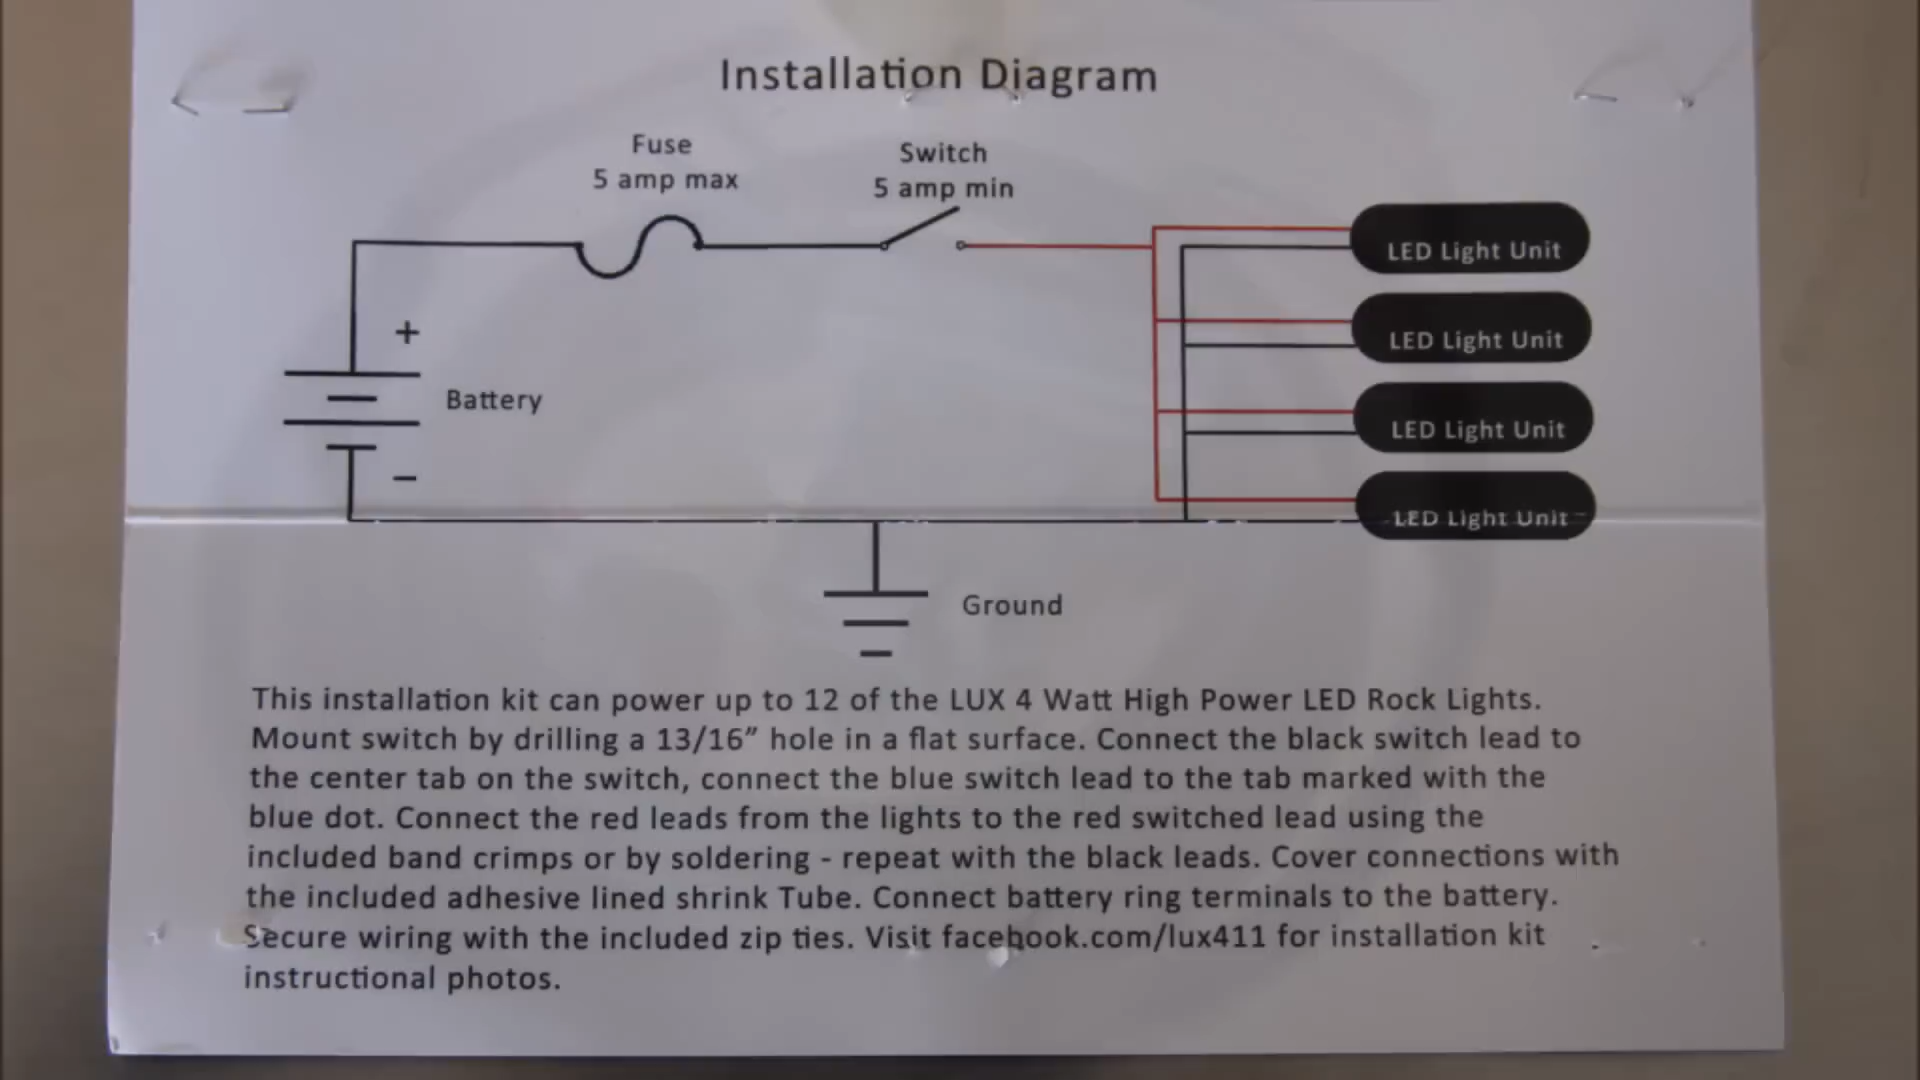 Installation Diagram
Fuse
5 amp max
Switch
5 amp min
LED Light Unit
LED Light Unit
LED Light Unit
LED Light Unit
+
Battery
−
Ground
This installation kit can power up to 12 of the LUX 4 Watt High Power LED Rock Lights.
Mount switch by drilling a 13/16” hole in a flat surface. Connect the black switch lead to
the center tab on the switch, connect the blue switch lead to the tab marked with the
blue dot. Connect the red leads from the lights to the red switched lead using the
included band crimps or by soldering - repeat with the black leads. Cover connections with
the included adhesive lined shrink Tube. Connect battery ring terminals to the battery.
Secure wiring with the included zip ties. Visit facebook.com/lux411 for installation kit
instructional photos.